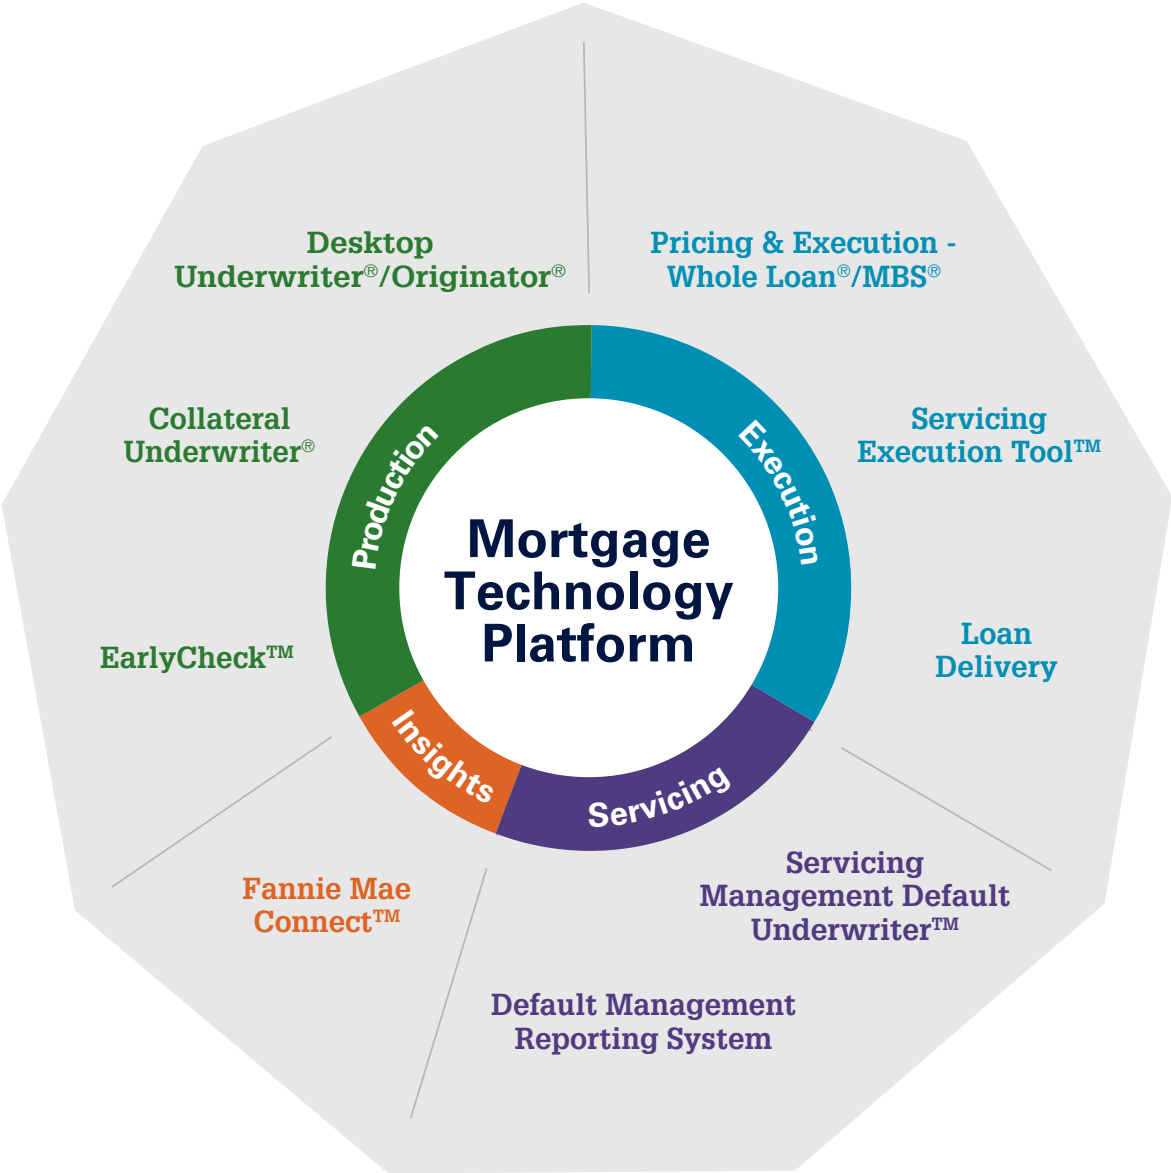 Desktop
Underwriter®/Originator®
Pricing & Execution -
Whole Loan®/MBS®
Collateral
Underwriter®
Servicing
Execution Tool™
Production
Execution
Mortgage
Technology
Platform
EarlyCheck™
Loan
Delivery
Insights
Servicing
Fannie Mae
Connect™
Servicing
Management Default
Underwriter™
Default Management
Reporting System